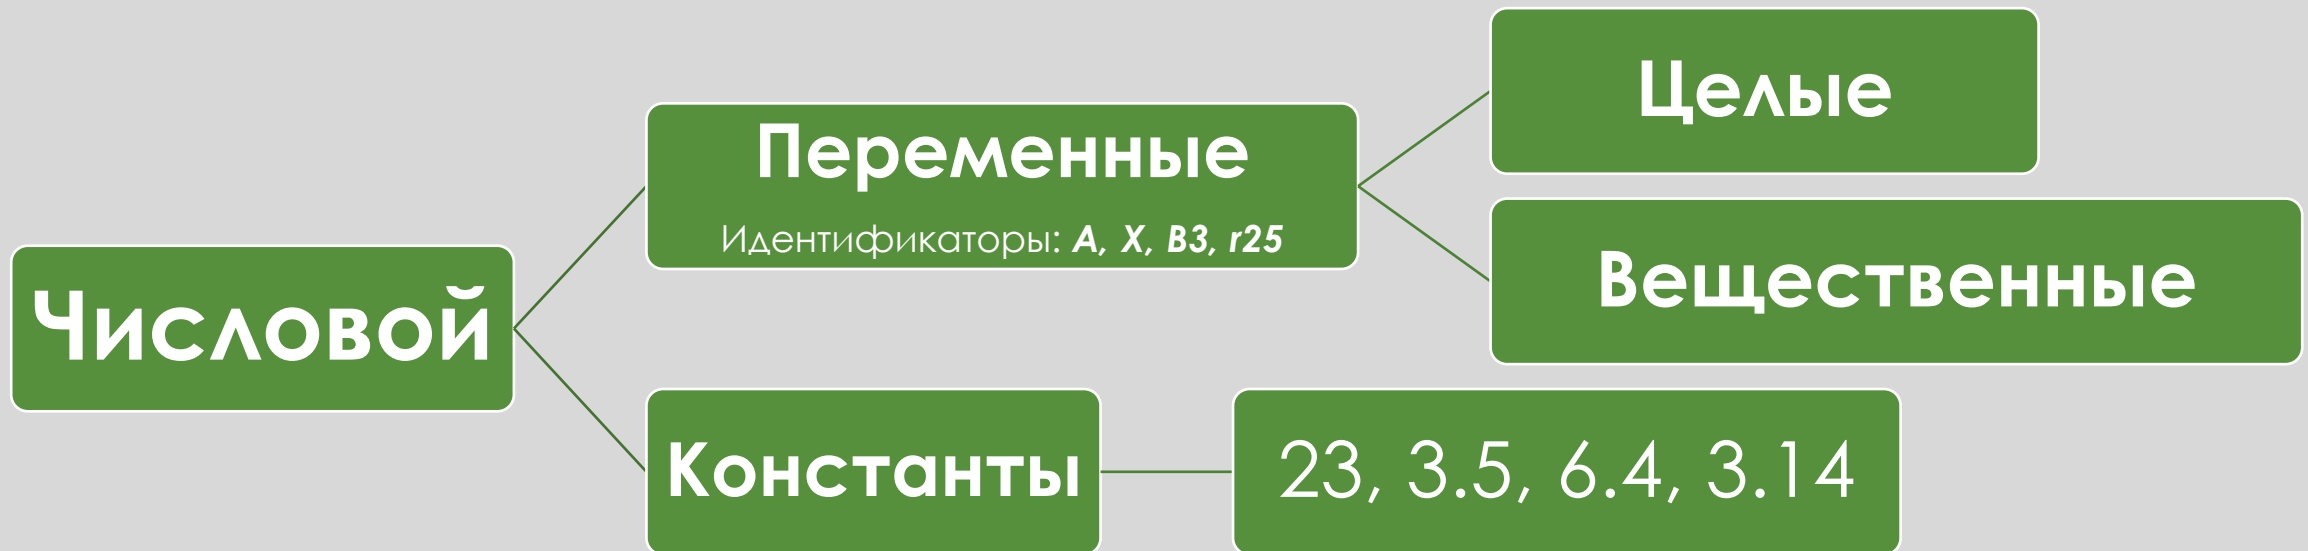 Числовой
Переменные
Идентификаторы: A, X, B3, r25
Целые
Вещественные
Константы
23, 3.5, 6.4, 3.14